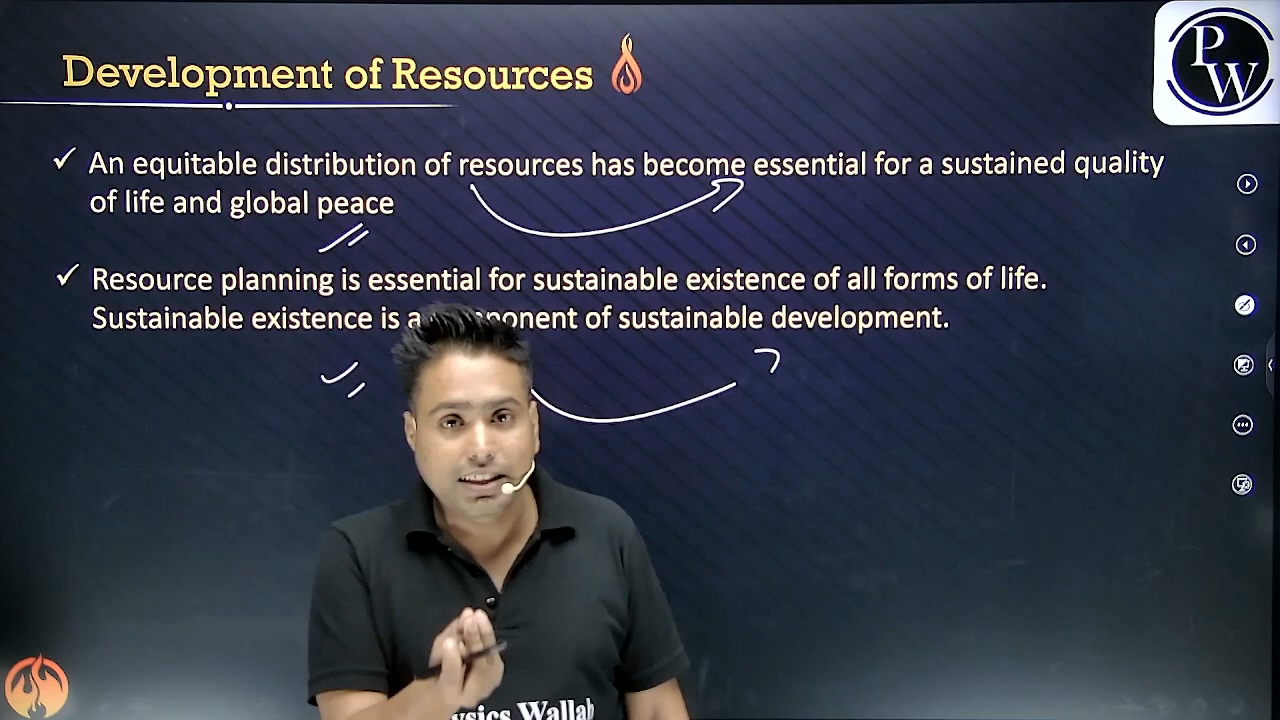 Development of Resources
PW
An equitable distribution of resources has become essential for a sustained quality
of life and global peace
Resource planning is essential for sustainable existence of all forms of life.
Sustainable existence is a component of sustainable development.
ysics Wallah